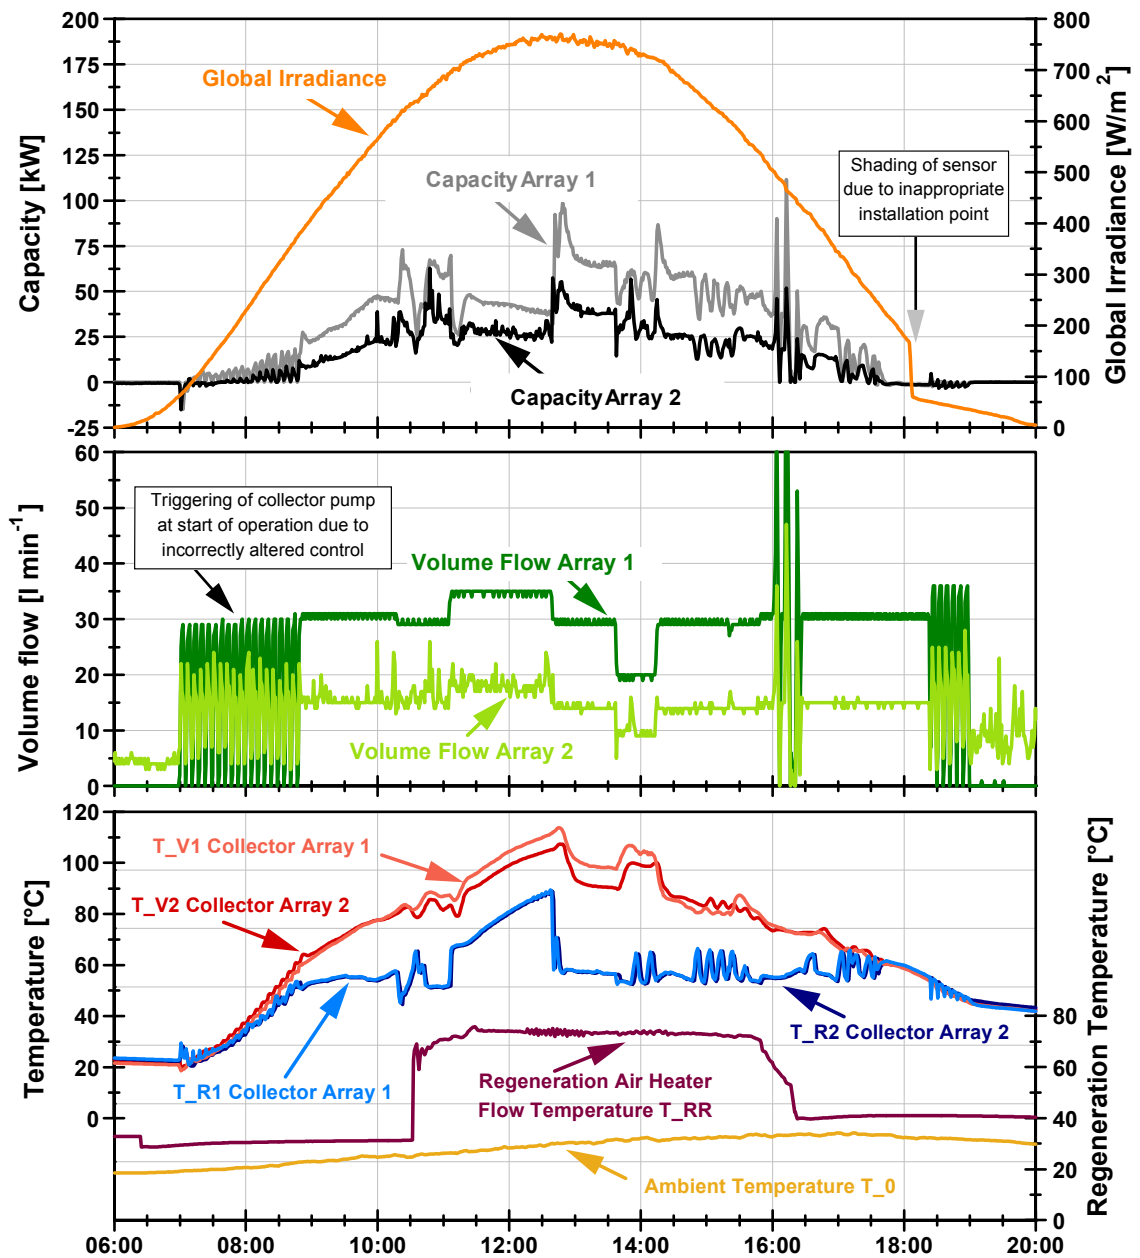 200
175
150
125
100
75
50
25
0
-25
Capacity [kW]
800
700
600
500
400
300
200
100
0
Global Irradiance [W/m²]
Global Irradiance
Capacity Array 1
Shading of sensor
due to inappropriate
installation point
Capacity Array 2
60
50
40
30
20
10
0
Volume flow [l min⁻¹]
Triggering of collector pump
at start of operation due to
incorrectly altered control
Volume Flow Array 1
Volume Flow Array 2
120
100
80
60
40
20
0
Temperature [°C]
80
60
40
20
0
Regeneration Temperature [°C]
T_V1 Collector Array 1
T_V2 Collector Array 2
T_R2 Collector Array 2
T_R1 Collector Array 1
Regeneration Air Heater
Flow Temperature T_RR
Ambient Temperature T_0
06:00 08:00 10:00 12:00 14:00 16:00 18:00 20:00